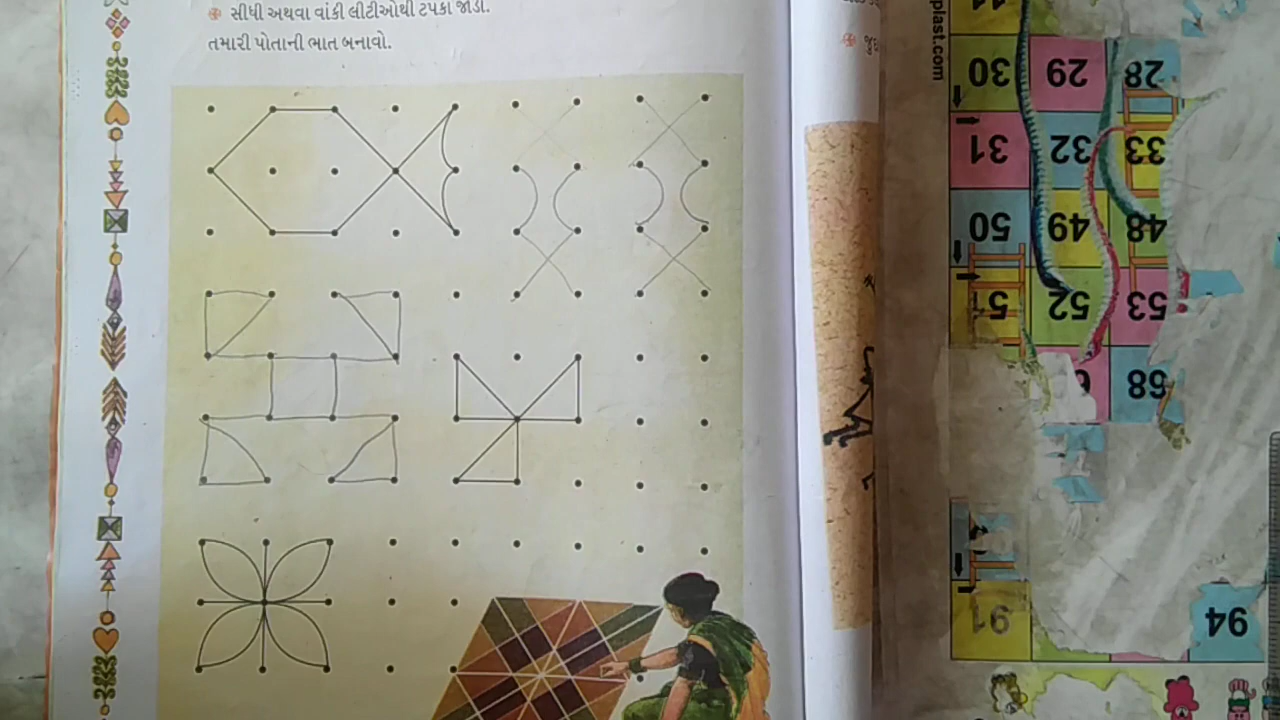 સીધી અથવા વાંકી લીટીઓથી ટપકાં જોડો.
તમારી પોતાની ભાત બનાવો.
plast.com
30 29 28
31 32 33
50 49 48
51 52 53
68
91 94